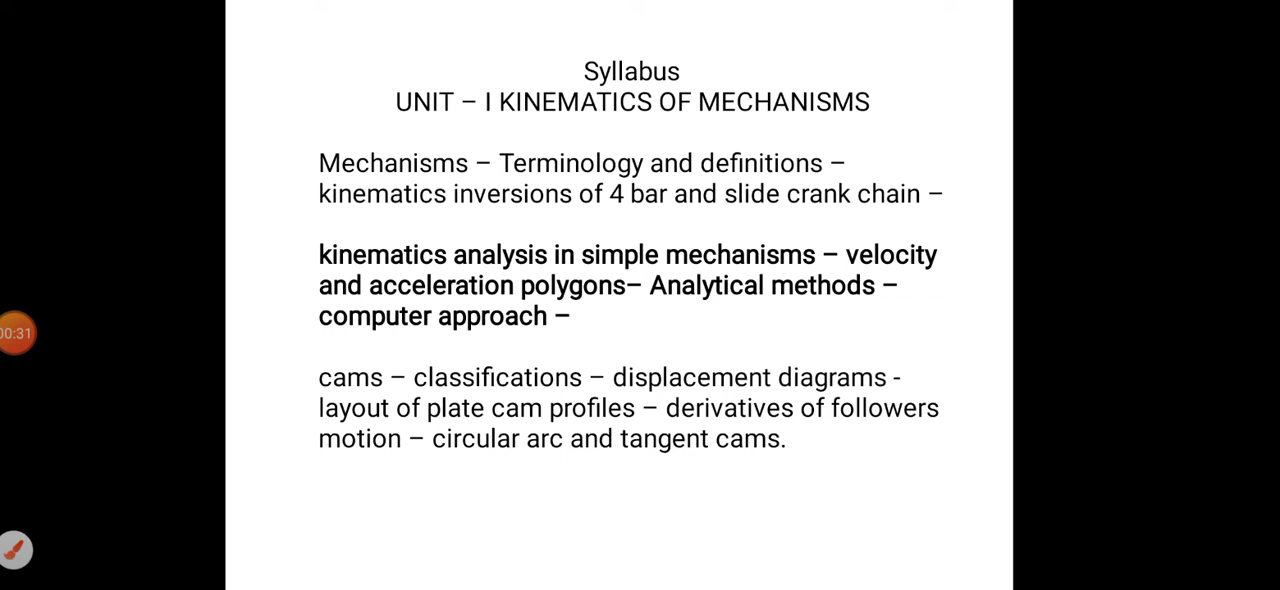 Syllabus
UNIT – I KINEMATICS OF MECHANISMS
Mechanisms – Terminology and definitions –
kinematics inversions of 4 bar and slide crank chain –
kinematics analysis in simple mechanisms – velocity
and acceleration polygons– Analytical methods –
computer approach –
cams – classifications – displacement diagrams -
layout of plate cam profiles – derivatives of followers
motion – circular arc and tangent cams.
00:31